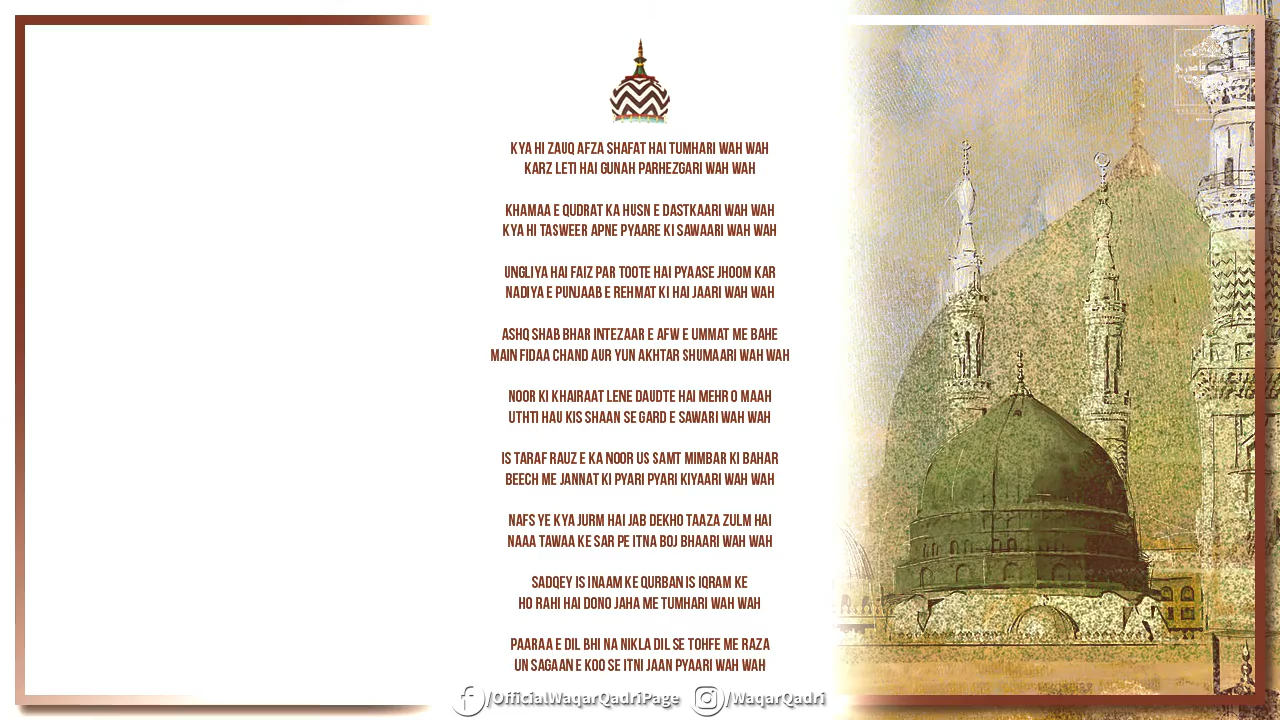 KYA HI ZAUQ AFZA SHAFAT HAI TUMHARI WAH WAH
KARZ LETI HAI GUNAH PARHEZGARI WAH WAH
KHAMAA E QUDRAT KA HUSN E DASTKAARI WAH WAH
KYA HI TASWEER APNE PYAARE KI SAWAARI WAH WAH
UNGLIYA HAI FAIZ PAR TOOTE HAI PYAASE JHOOM KAR
NADIYA E PUNJAAB E REHMAT KI HAI JAARI WAH WAH
ASHQ SHAB BHAR INTEZAAR E AFW E UMMAT ME BAHE
MAIN FIDAA CHAND AUR YUN AKHTAR SHUMAARI WAH WAH
NOOR KI KHAIRAAT LENE DAUDTE HAI MEHR O MAAH
UTHTI HAU KIS SHAAN SE GARD E SAWARI WAH WAH
IS TARAF RAUZ E KA NOOR US SAMT MIMBAR KI BAHAR
BEECH ME JANNAT KI PYARI PYARI KIYAARI WAH WAH
NAFS YE KYA JURM HAI JAB DEKHO TAAZA ZULM HAI
NAAA TAWAA KE SAR PE ITNA BOJ BHAARI WAH WAH
SADQEY IS INAAM KE QURBAN IS IQRAM KE
HO RAHI HAI DONO JAHA ME TUMHARI WAH WAH
PAARAA E DIL BHI NA NIKLA DIL SE TOHFE ME RAZA
UN SAGAAN E KOO SE ITNI JAAN PYAARI WAH WAH
/OfficialWaqarQadriPage /WaqarQadri